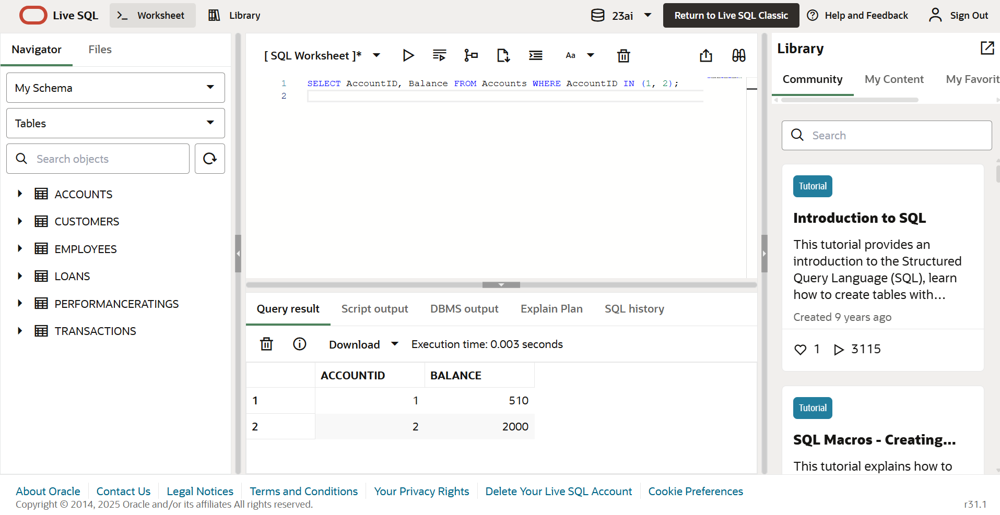 Live SQL
Worksheet
Library
23ai
Return to Live SQL Classic
Help and Feedback
Sign Out
Navigator
Files
My Schema
Tables
Search objects
ACCOUNTS
CUSTOMERS
EMPLOYEES
LOANS
PERFORMANCERATINGS
TRANSACTIONS
[ SQL Worksheet ]*
Aa
1 SELECT AccountID, Balance FROM Accounts WHERE AccountID IN (1, 2);
2
Query result
Script output
DBMS output
Explain Plan
SQL history
Download
Execution time: 0.003 seconds
ACCOUNTID BALANCE
1 1 510
2 2 2000
Library
Community
My Content
My Favorit
Search
Tutorial
Introduction to SQL
This tutorial provides an
introduction to the Structured
Query Language (SQL), learn
how to create tables with...
Created 9 years ago
1 3115
Tutorial
SQL Macros - Creating...
This tutorial explains how to
About Oracle
Contact Us
Legal Notices
Terms and Conditions
Your Privacy Rights
Delete Your Live SQL Account
Cookie Preferences
Copyright © 2014, 2025 Oracle and/or its affiliates All rights reserved.
r31.1